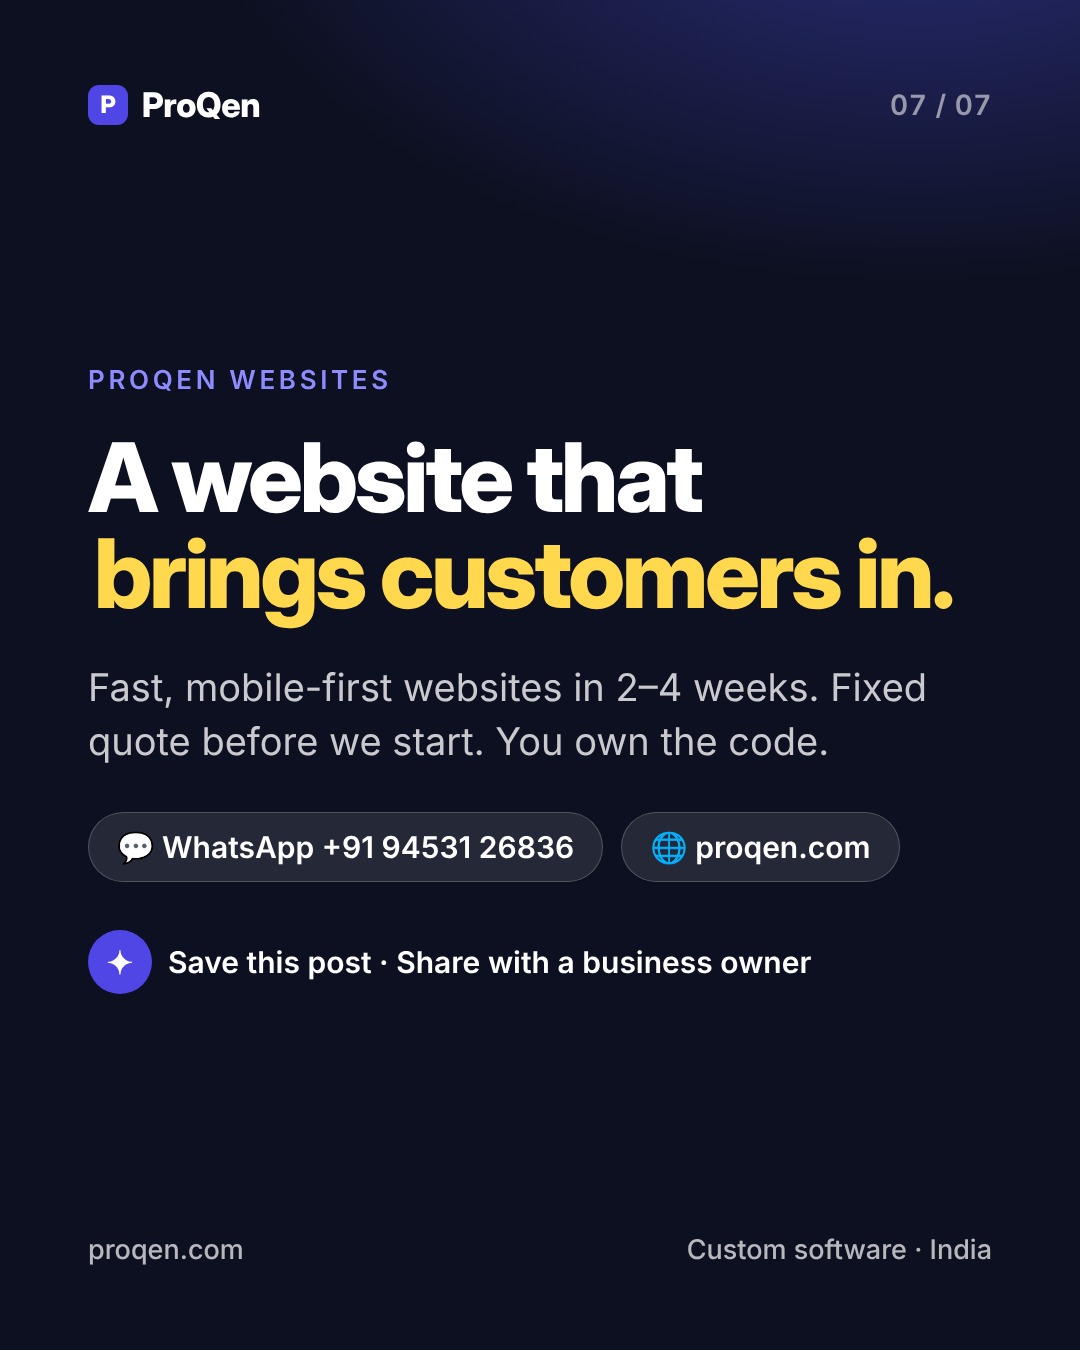 P ProQen
07 / 07
PROQEN WEBSITES
A website that
brings customers in.
Fast, mobile-first websites in 2–4 weeks. Fixed
quote before we start. You own the code.
💬 WhatsApp +91 94531 26836
🌐 proqen.com
✦ Save this post · Share with a business owner
proqen.com
Custom software · India